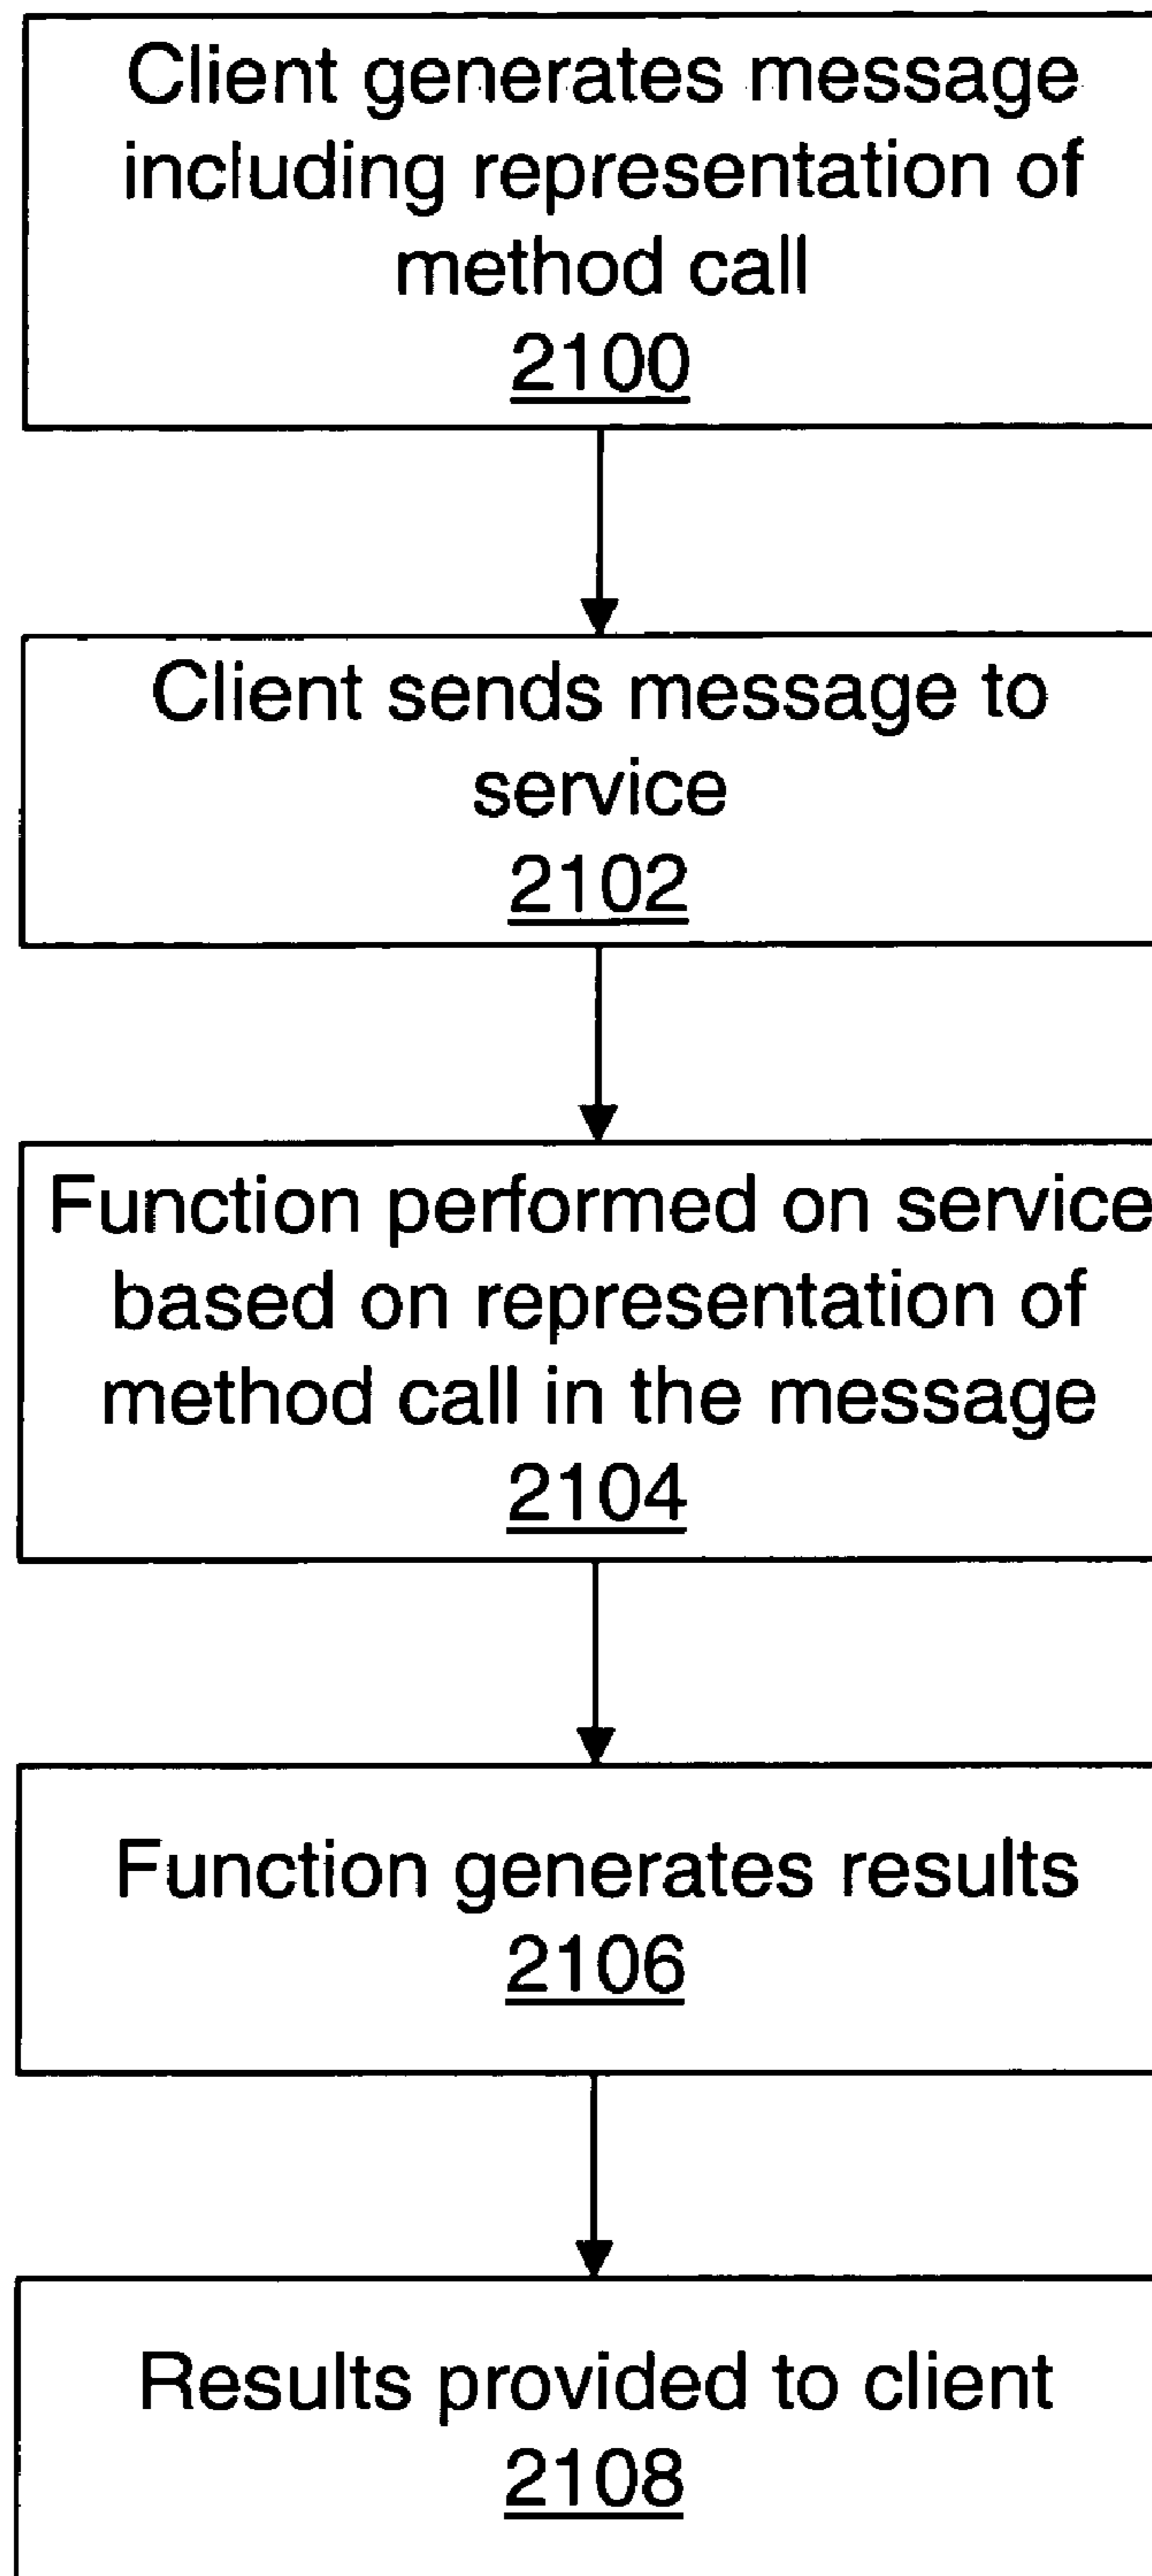 Client generates message
including representation of
method call
2100
Client sends message to
service
2102
Function performed on service
based on representation of
method call in the message
2104
Function generates results
2106
Results provided to client
2108